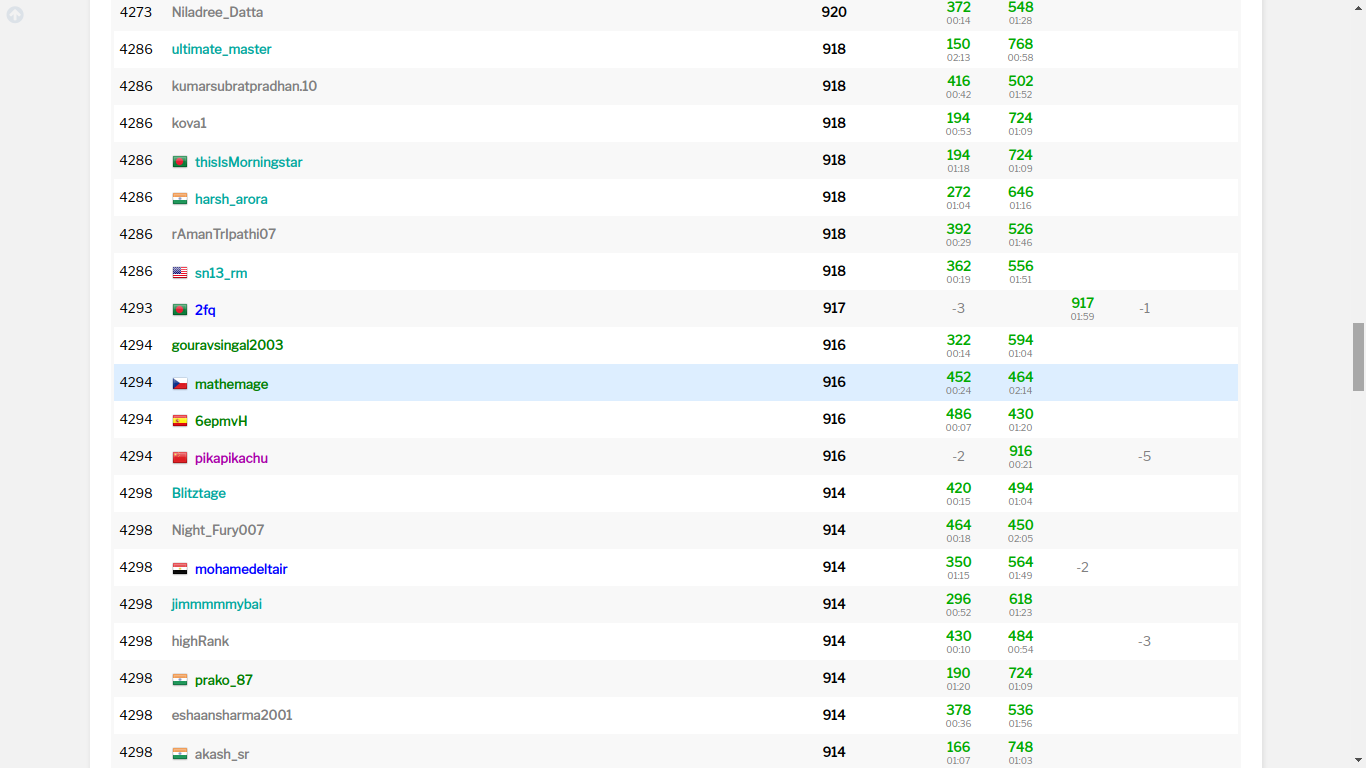 4273 Niladree_Datta 920 372 548
00:14 01:28
4286 ultimate_master 918 150 768
02:13 00:58
4286 kumarsubratpradhan.10 918 416 502
00:42 01:52
4286 kova1 918 194 724
00:53 01:09
4286 thisIsMorningstar 918 194 724
01:18 01:09
4286 harsh_arora 918 272 646
01:04 01:16
4286 rAmanTrIpathi07 918 392 526
00:29 01:46
4286 sn13_rm 918 362 556
00:19 01:51
4293 2fq 917 -3 917 -1
01:59
4294 gouravsingal2003 916 322 594
00:14 01:04
4294 mathemage 916 452 464
00:24 02:14
4294 6epmvH 916 486 430
00:07 01:20
4294 pikapikachu 916 -2 916 -5
00:21
4298 Blitztage 914 420 494
00:15 01:04
4298 Night_Fury007 914 464 450
00:18 02:05
4298 mohamedeltair 914 350 564 -2
01:15 01:49
4298 jimmmmmybai 914 296 618
00:52 01:23
4298 highRank 914 430 484 -3
00:10 00:54
4298 prako_87 914 190 724
01:20 01:09
4298 eshaansharma2001 914 378 536
00:36 01:56
4298 akash_sr 914 166 748
01:07 01:03